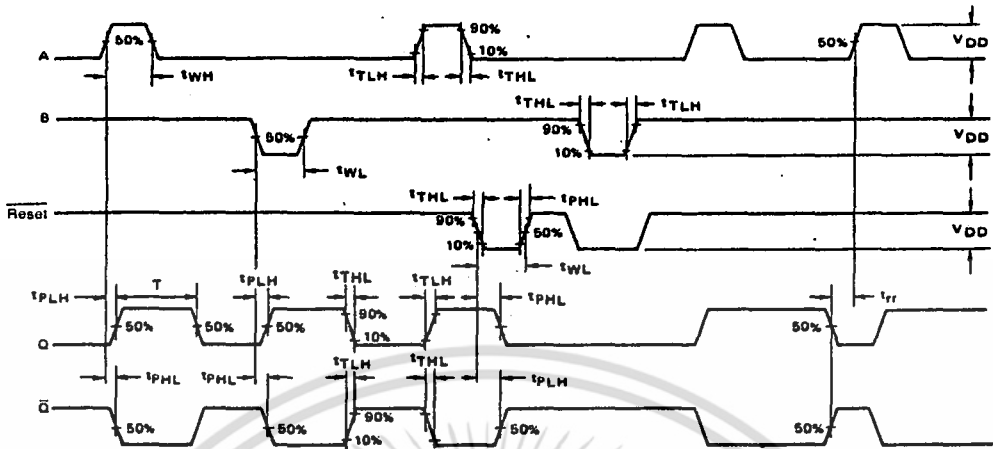 A 50% tWH tTLH 90% 10% tTHL 50% VDD
B 50% tWL tTHL 90% 10% tTLH VDD
Reset tTHL 90% 10% tPHL 50% tWL VDD
Q tPLH T 50% 50% tPLH 50% tTHL 90% 10% tTLH tPHL 50% 50% trr
Q tPHL 50% tPHL 50% tTLH 90% 10% tTHL tPLH 50% 50%